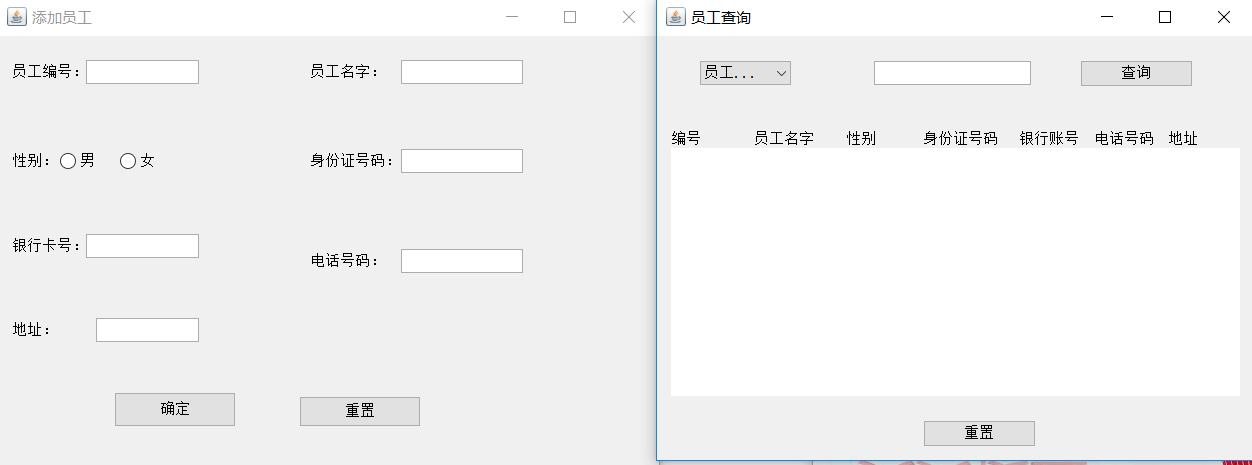 添加员工
员工编号：
员工名字：
性别：
男
女
身份证号码：
银行卡号：
电话号码：
地址：
确定
重置
员工查询
员工...
查询
编号 员工名字 性别 身份证号码 银行账号 电话号码 地址
重置